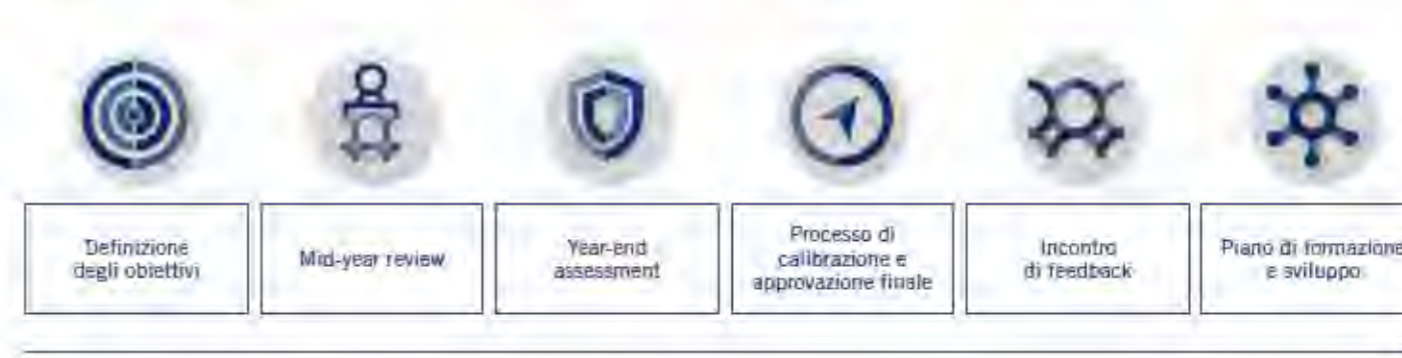 Definizione
degli obiettivi
Mid-year review
Year-end
assessment
Processo di
calibrazione e
approvazione finale
Incontro
di feedback
Piano di formazione
e sviluppo